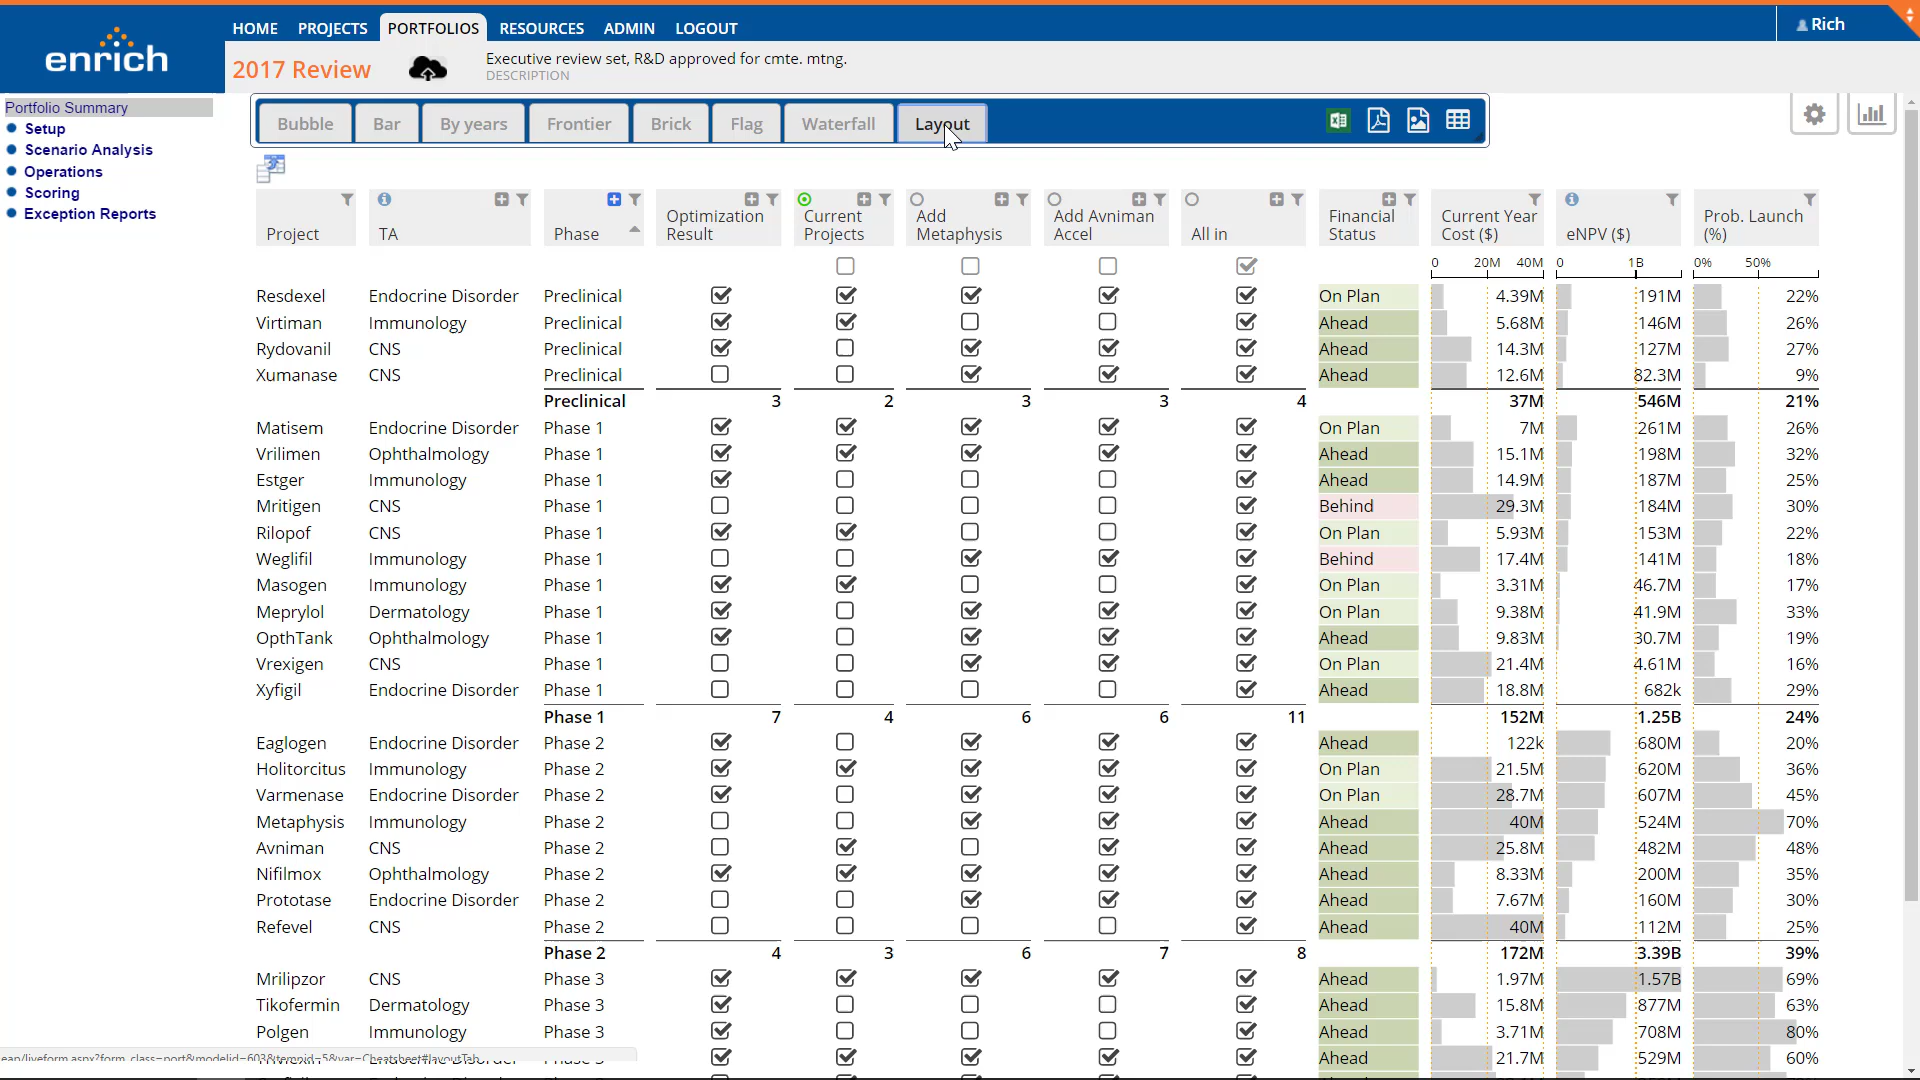 HOME PROJECTS PORTFOLIOS RESOURCES ADMIN LOGOUT Rich
enrich
2017 Review
Executive review set, R&D approved for cmte. mtng.
DESCRIPTION
Portfolio Summary
Setup
Scenario Analysis
Operations
Scoring
Exception Reports
Bubble Bar By years Frontier Brick Flag Waterfall Layout
Project TA Phase Optimization Result Current Projects Add Metaphysis Add Avniman Accel All in Financial Status Current Year Cost ($) eNPV ($) Prob. Launch (%)
0 20M 40M 0 1B 0% 50%
Resdexel Endocrine Disorder Preclinical On Plan 4.39M 191M 22%
Virtiman Immunology Preclinical Ahead 5.68M 146M 26%
Rydovanil CNS Preclinical Ahead 14.3M 127M 27%
Xumanase CNS Preclinical Ahead 12.6M 82.3M 9%
Preclinical 3 2 3 3 4 37M 546M 21%
Matisem Endocrine Disorder Phase 1 On Plan 7M 261M 26%
Vrilimen Ophthalmology Phase 1 Ahead 15.1M 198M 32%
Estger Immunology Phase 1 Ahead 14.9M 187M 25%
Mritigen CNS Phase 1 Behind 29.3M 184M 30%
Rilopof CNS Phase 1 On Plan 5.93M 153M 22%
Weglifil Immunology Phase 1 Behind 17.4M 141M 18%
Masogen Immunology Phase 1 On Plan 3.31M 46.7M 17%
Meprylol Dermatology Phase 1 On Plan 9.38M 41.9M 33%
OpthTank Ophthalmology Phase 1 Ahead 9.83M 30.7M 19%
Vrexigen CNS Phase 1 On Plan 21.4M 4.61M 16%
Xyfigil Endocrine Disorder Phase 1 Ahead 18.8M 682k 29%
Phase 1 7 4 6 6 11 152M 1.25B 24%
Eaglogen Endocrine Disorder Phase 2 Ahead 122k 680M 20%
Holitorcitus Immunology Phase 2 On Plan 21.5M 620M 36%
Varmenase Endocrine Disorder Phase 2 On Plan 28.7M 607M 45%
Metaphysis Immunology Phase 2 Ahead 40M 524M 70%
Avniman CNS Phase 2 Ahead 25.8M 482M 48%
Nifilmox Ophthalmology Phase 2 Ahead 8.33M 200M 35%
Prototase Endocrine Disorder Phase 2 Ahead 7.67M 160M 30%
Refevel CNS Phase 2 Ahead 40M 112M 25%
Phase 2 4 3 6 7 8 172M 3.39B 39%
Mrilipzor CNS Phase 3 Ahead 1.97M 1.57B 69%
Tikofermin Dermatology Phase 3 Ahead 15.8M 877M 63%
Polgen Immunology Phase 3 Ahead 3.71M 708M 80%
Ahead 21.7M 529M 60%